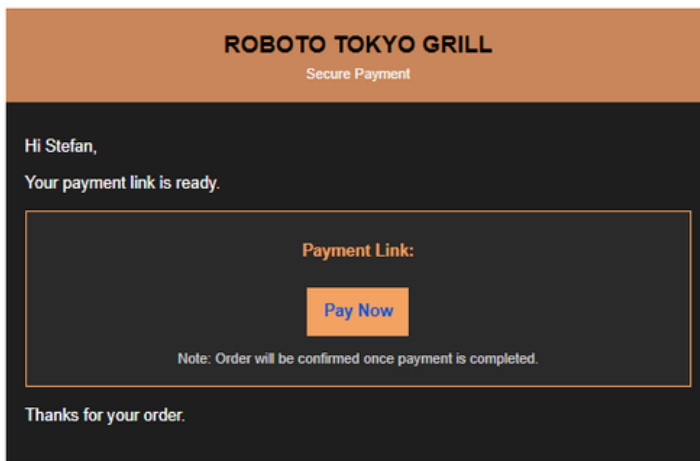 ROBOTO TOKYO GRILL
Secure Payment
Hi Stefan,
Your payment link is ready.
Payment Link:
Pay Now
Note: Order will be confirmed once payment is completed.
Thanks for your order.